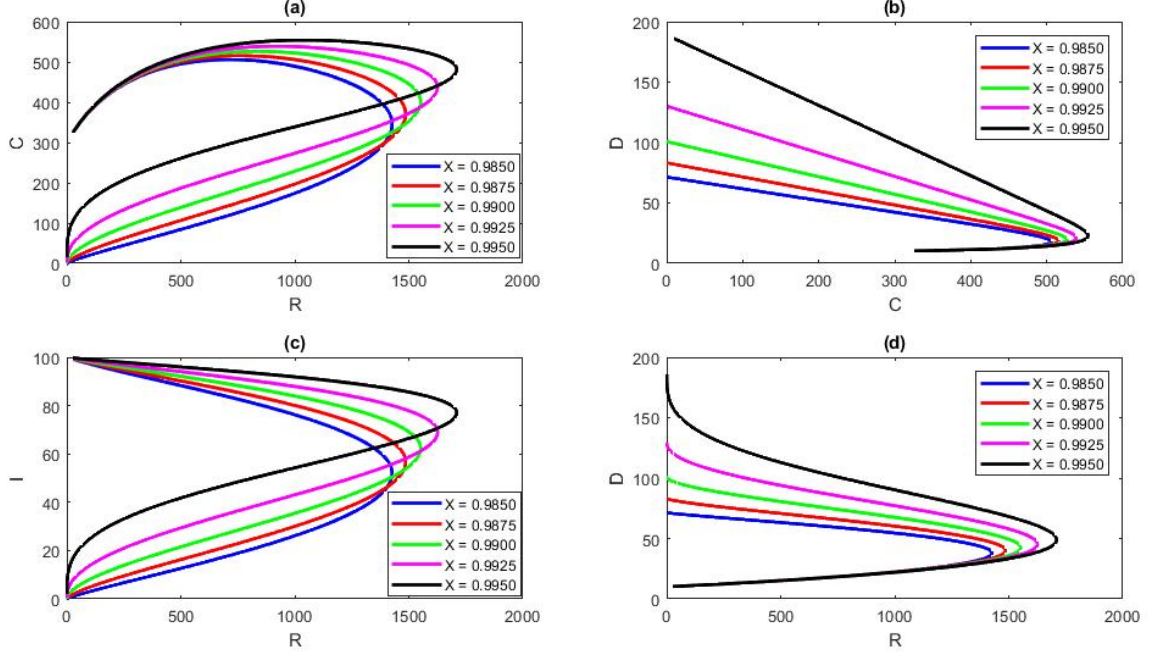 (a)
600
500
400
300
200
100
0
C
0 500 1000 1500 2000
R
X = 0.9850
X = 0.9875
X = 0.9900
X = 0.9925
X = 0.9950
(b)
200
150
100
50
0
D
0 100 200 300 400 500 600
C
X = 0.9850
X = 0.9875
X = 0.9900
X = 0.9925
X = 0.9950
(c)
100
80
60
40
20
0
I
0 500 1000 1500 2000
R
X = 0.9850
X = 0.9875
X = 0.9900
X = 0.9925
X = 0.9950
(d)
200
150
100
50
0
D
0 500 1000 1500 2000
R
X = 0.9850
X = 0.9875
X = 0.9900
X = 0.9925
X = 0.9950